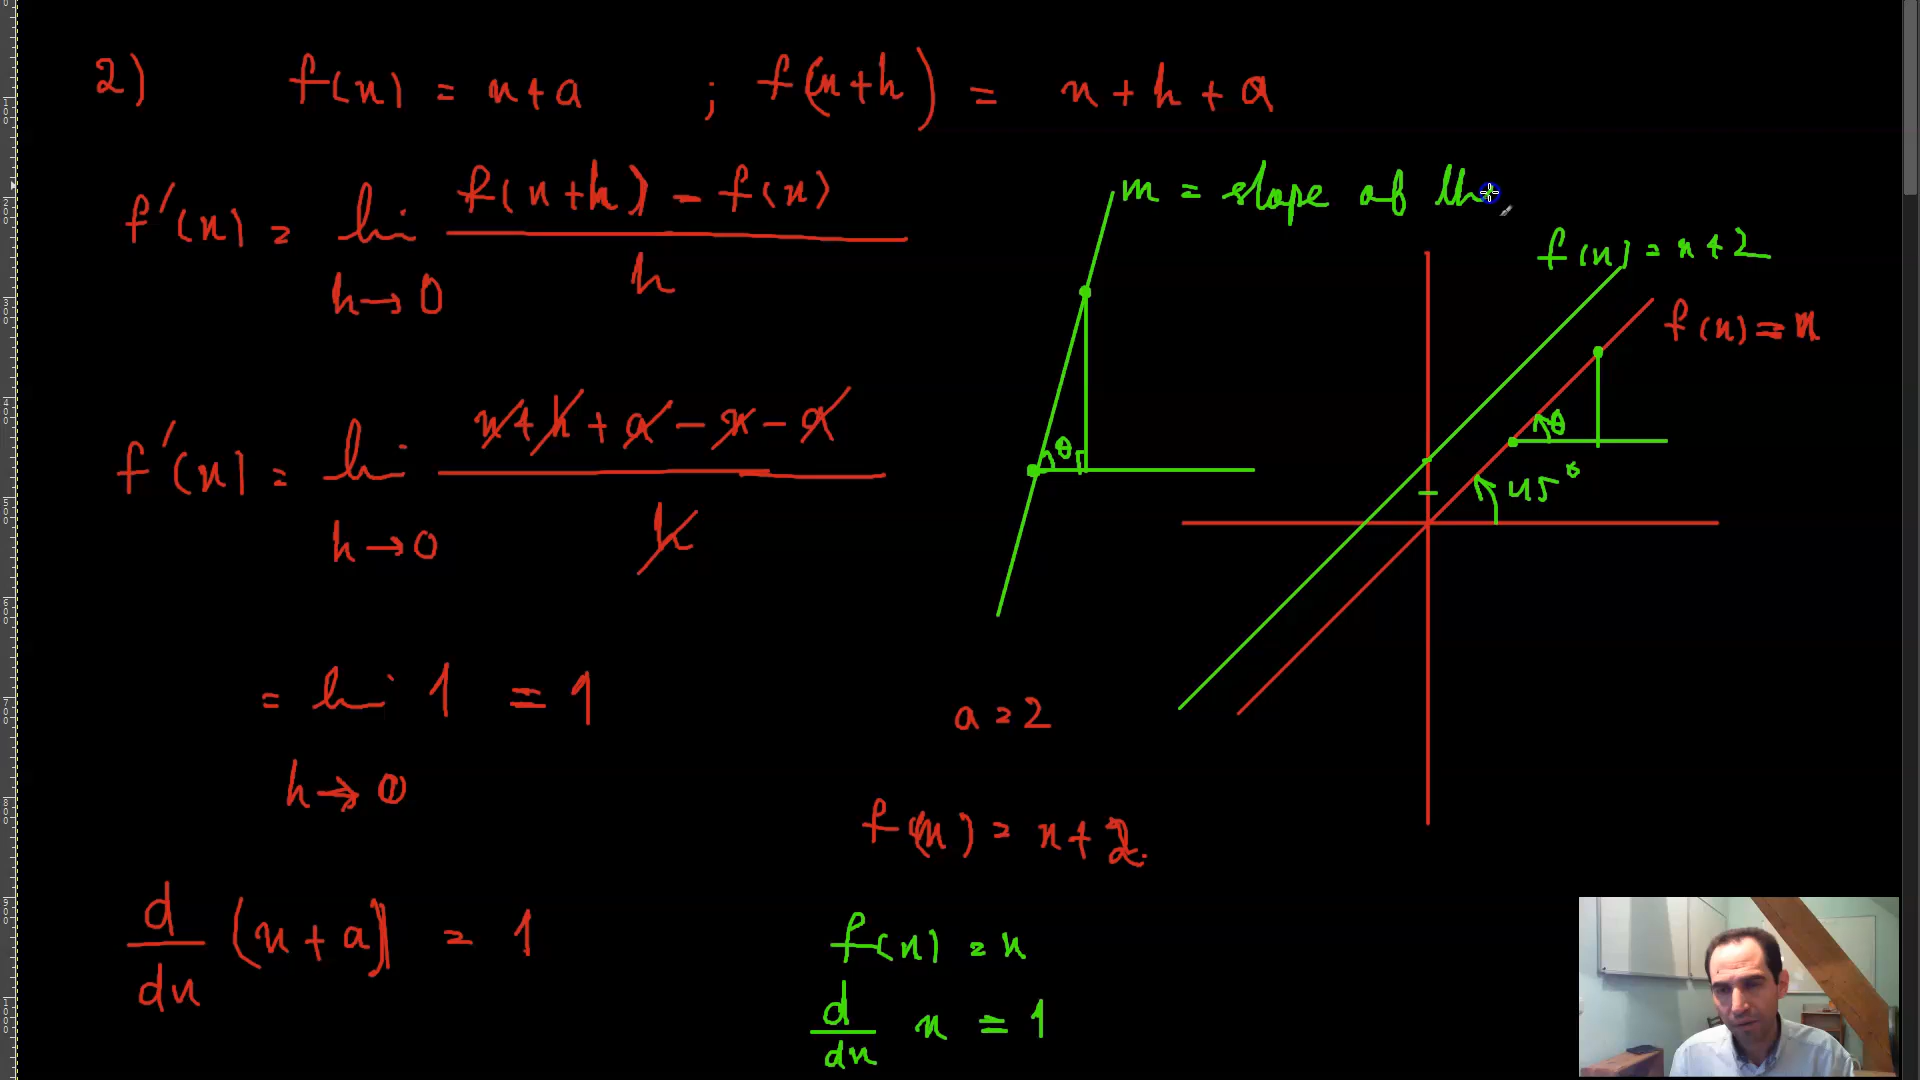 2) f(x) = x + a ; f(x+h) = x + h + a
f'(x) = lim h→0 f(x+h) - f(x) / h
m = slope of th
f(x) = x + 2
f(x) = x
f'(x) = lim h→0 x + h + a - x - a / h
θ
θ
45°
= lim h→0 1 = 1
a = 2
f(x) = x + 2.
d/dx (x + a) = 1
f(x) = x
d/dx x = 1